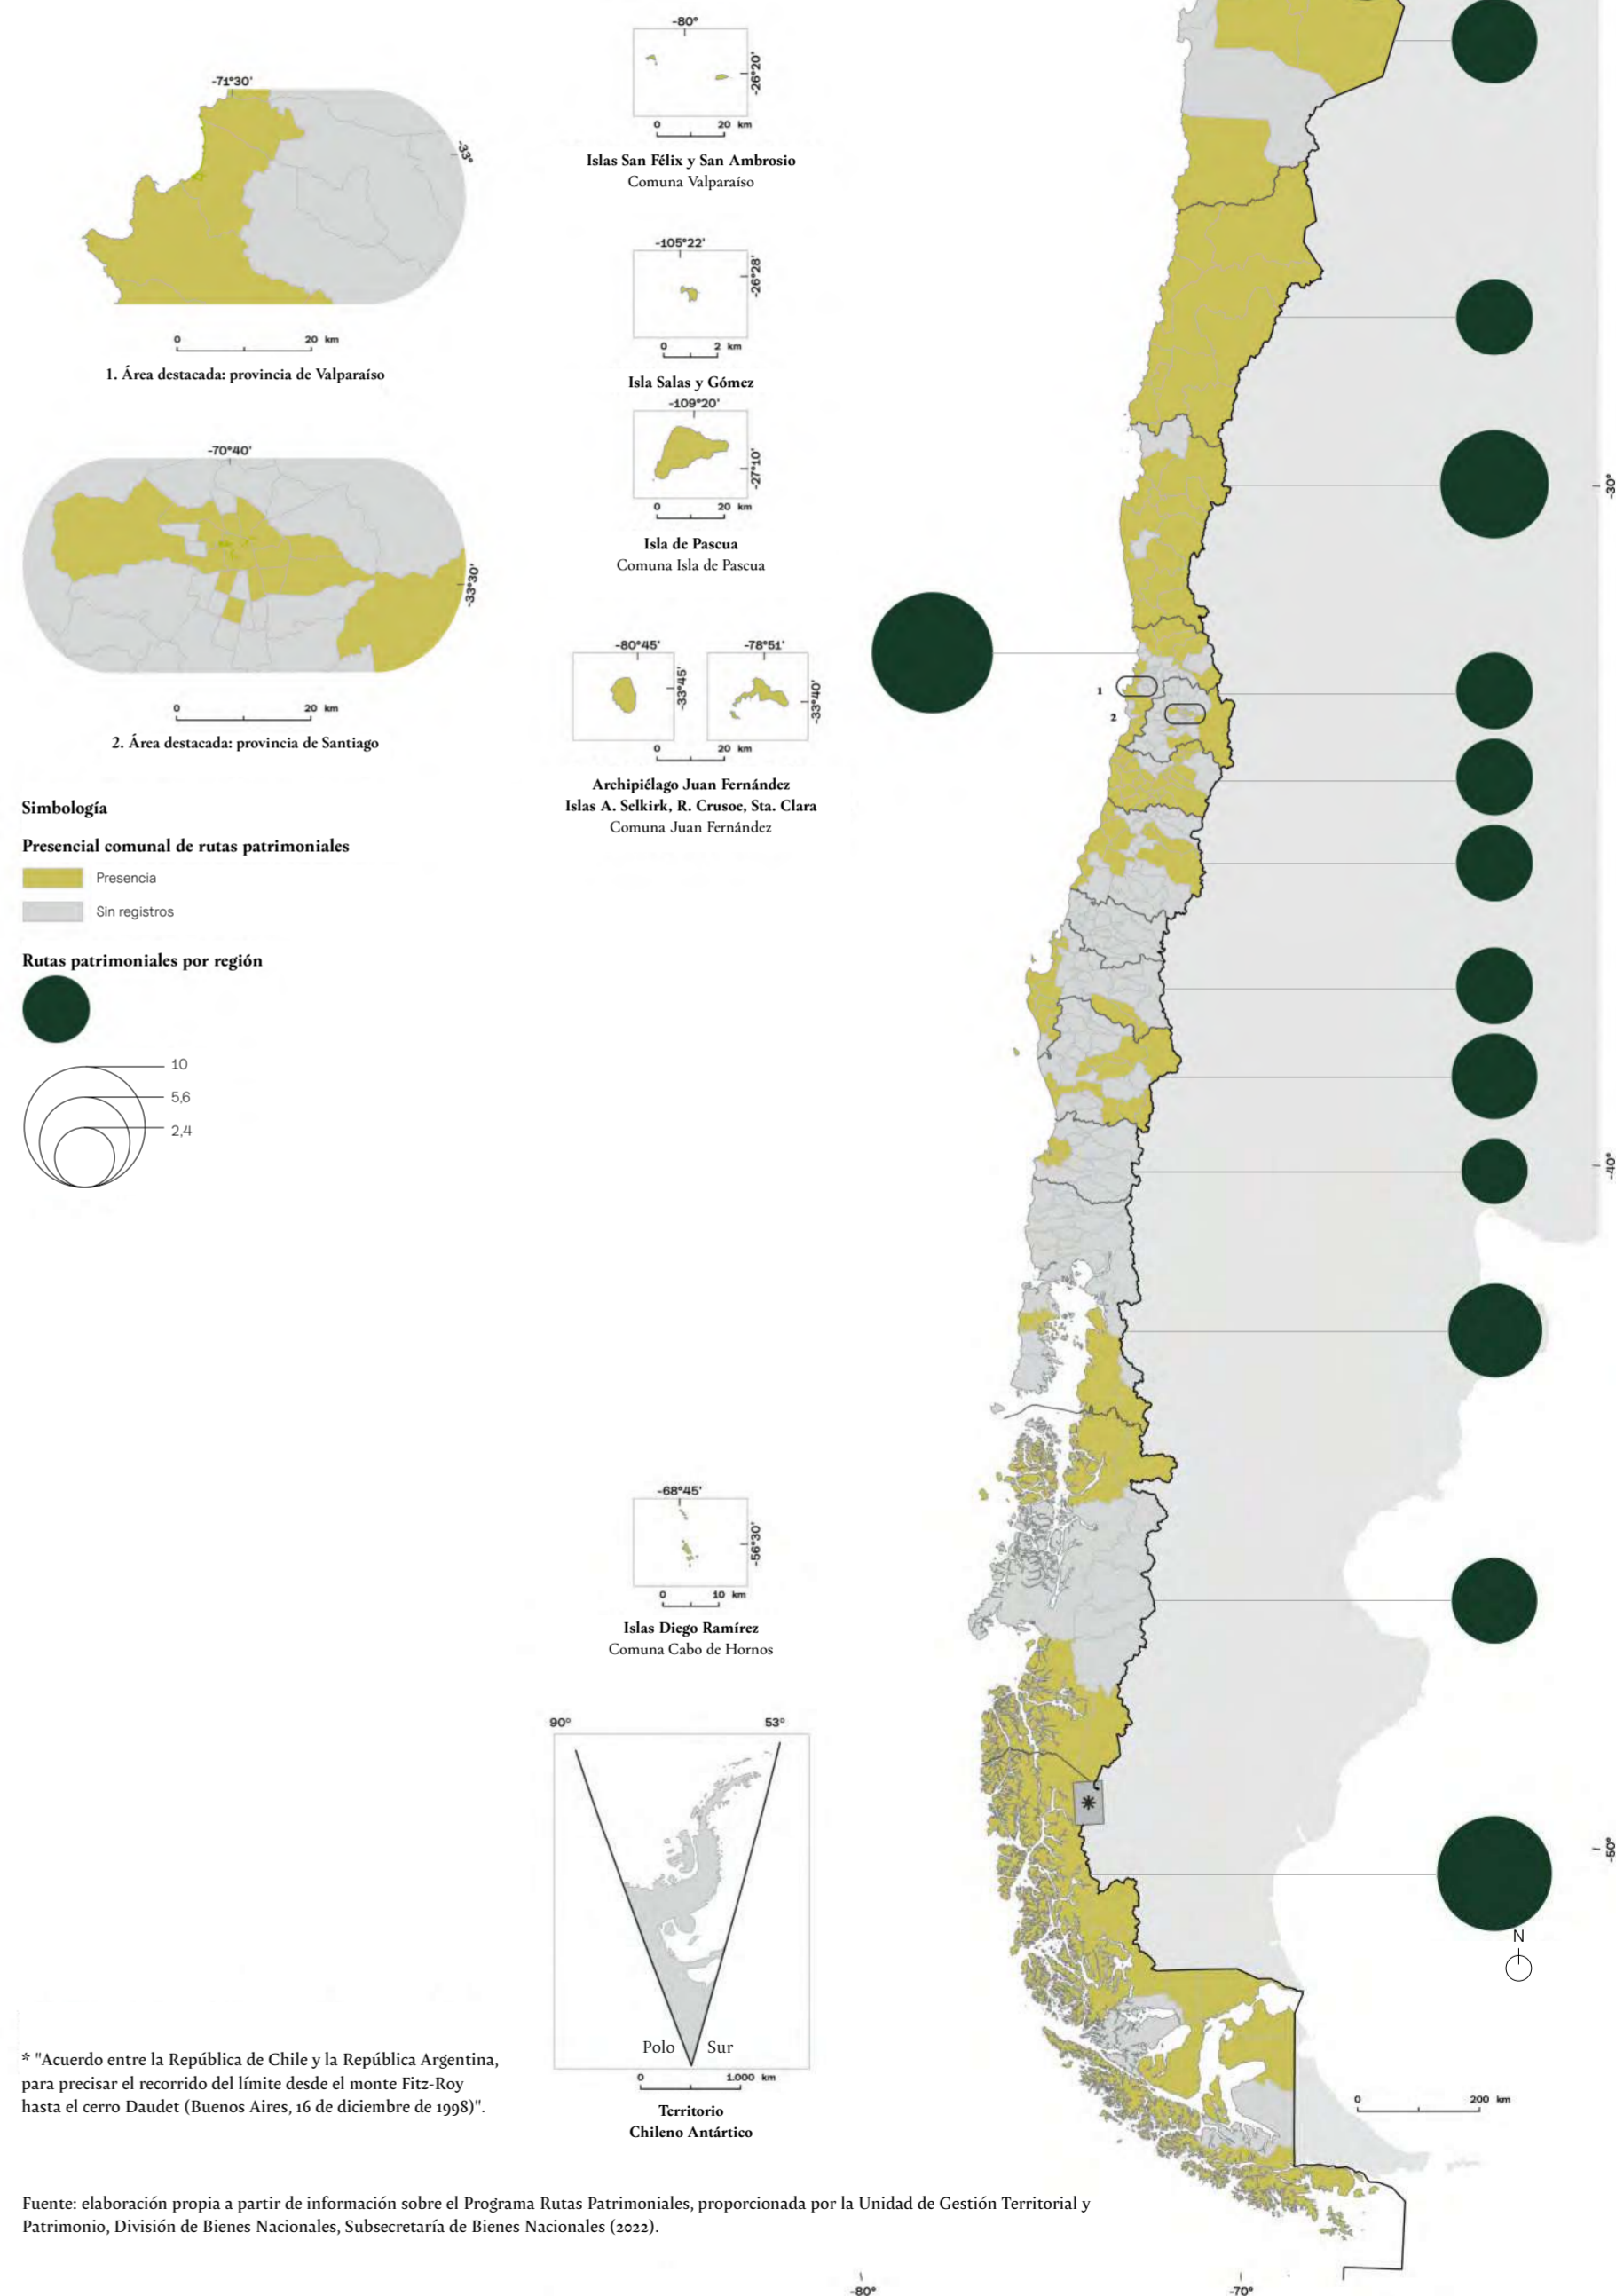 -71°30'
-33°
0 20 km
1. Área destacada: provincia de Valparaíso
-70°40'
-33°30'
0 20 km
2. Área destacada: provincia de Santiago
Simbología
Presencial comunal de rutas patrimoniales
Presencia
Sin registros
Rutas patrimoniales por región
10
5,6
2,4
-80°
-26°20'
0 20 km
Islas San Félix y San Ambrosio
Comuna Valparaíso
-105°22'
-26°28'
0 2 km
Isla Salas y Gómez
-109°20'
-27°10'
0 20 km
Isla de Pascua
Comuna Isla de Pascua
-80°45'
-33°45'
-78°51'
-33°40'
0 20 km
Archipiélago Juan Fernández
Islas A. Selkirk, R. Crusoe, Sta. Clara
Comuna Juan Fernández
-68°45'
-56°30'
0 10 km
Islas Diego Ramírez
Comuna Cabo de Hornos
90° 53°
Polo Sur
0 1.000 km
Territorio
Chileno Antártico
1
2
-30°
-40°
-50°
*
N
0 200 km
-80°
-70°
* "Acuerdo entre la República de Chile y la República Argentina,
para precisar el recorrido del límite desde el monte Fitz-Roy
hasta el cerro Daudet (Buenos Aires, 16 de diciembre de 1998)".
Fuente: elaboración propia a partir de información sobre el Programa Rutas Patrimoniales, proporcionada por la Unidad de Gestión Territorial y
Patrimonio, División de Bienes Nacionales, Subsecretaría de Bienes Nacionales (2022).